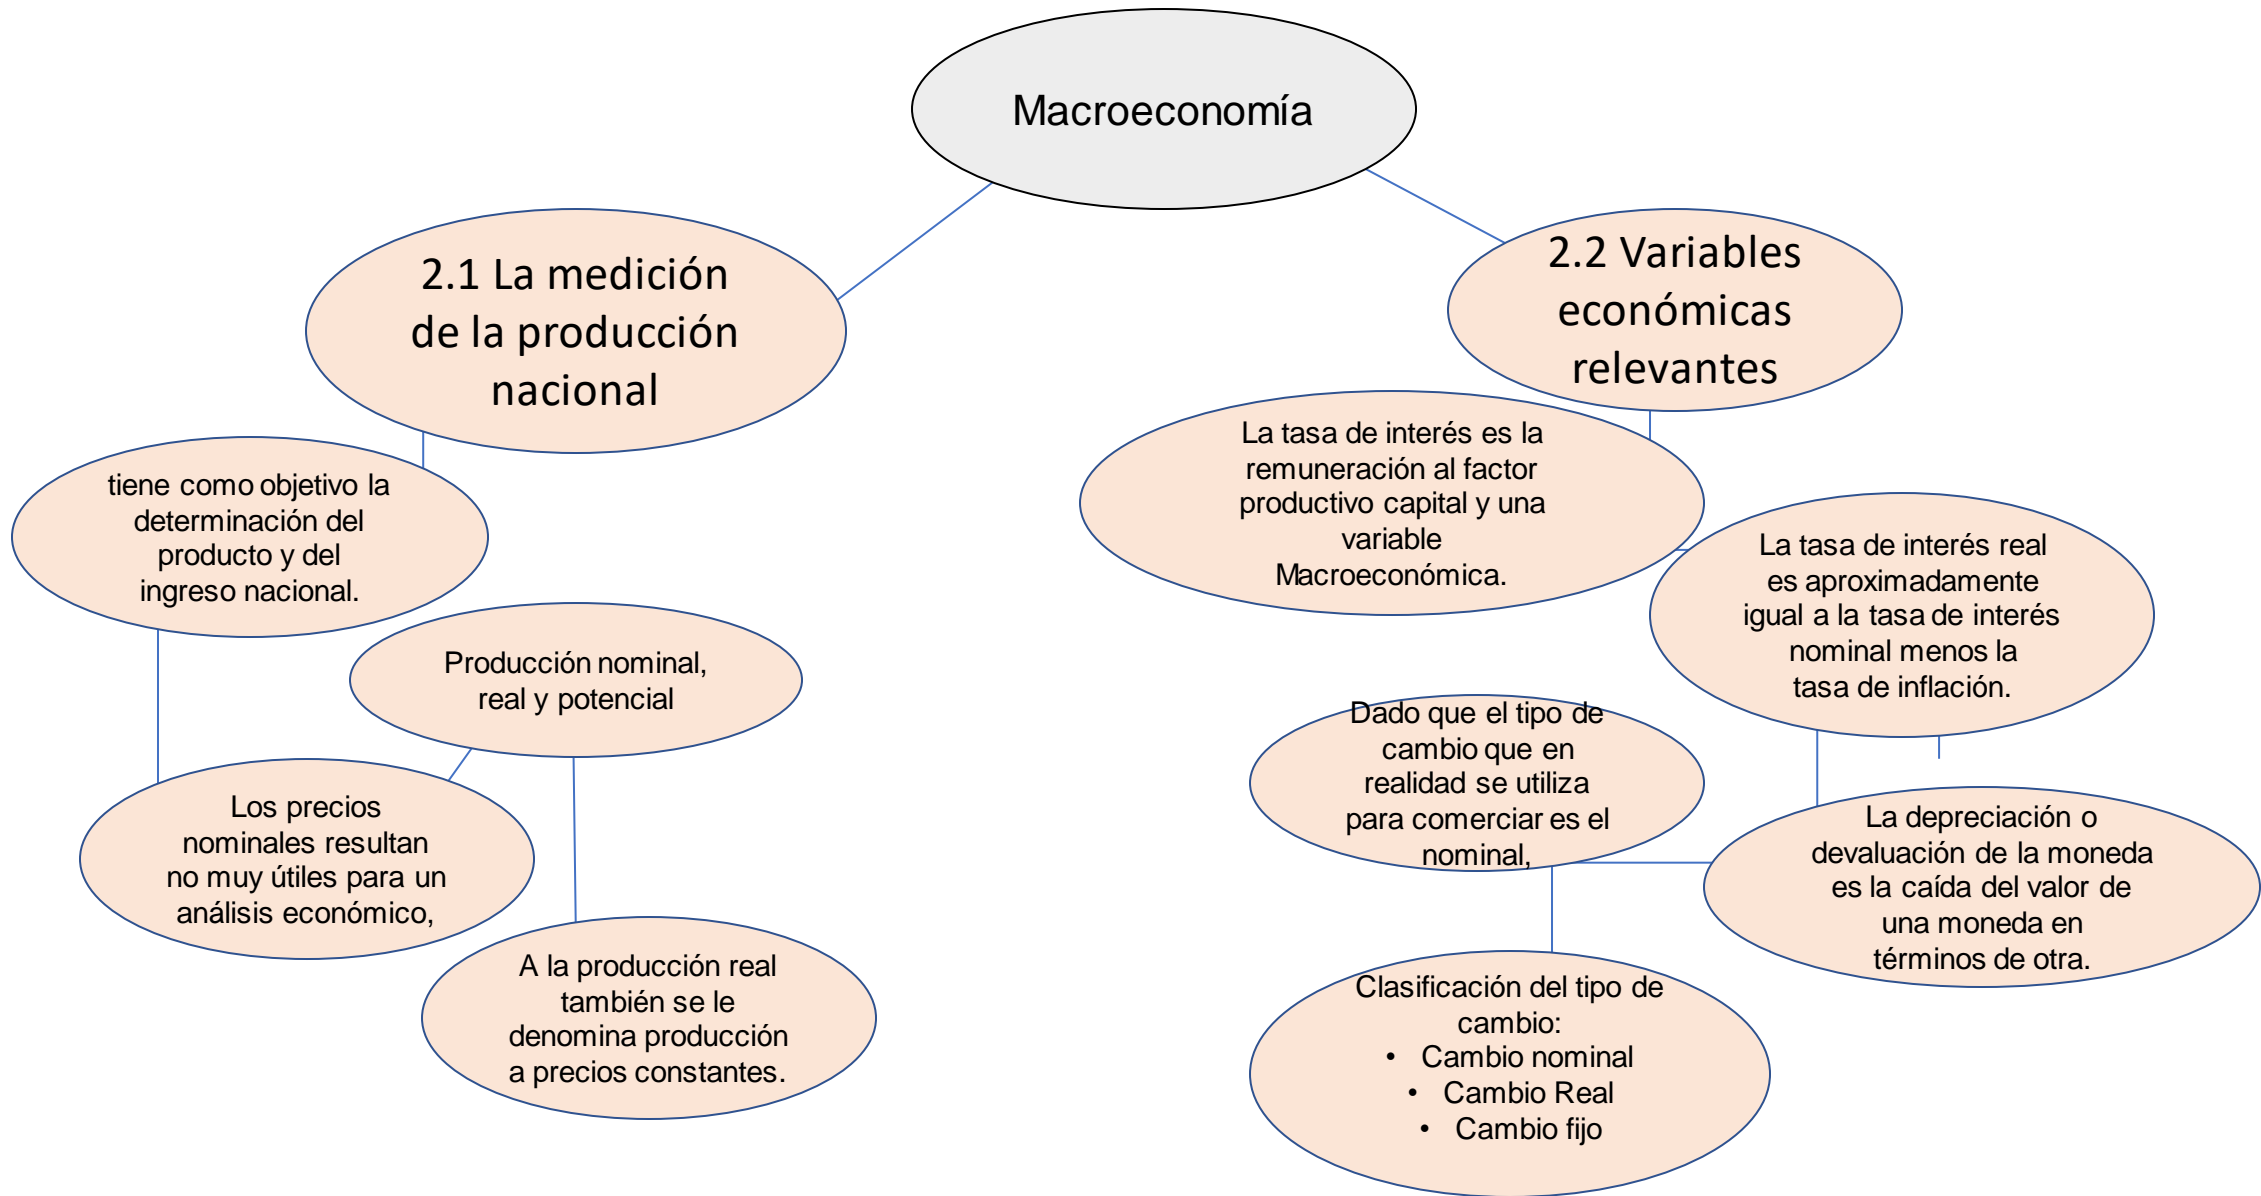 Macroeconomía
2.1 La medición
de la producción
nacional
tiene como objetivo la
determinación del
producto y del
ingreso nacional.
Producción nominal,
real y potencial
Los precios
nominales resultan
no muy útiles para un
análisis económico,
A la producción real
también se le
denomina producción
a precios constantes.
2.2 Variables
económicas
relevantes
La tasa de interés es la
remuneración al factor
productivo capital y una
variable
Macroeconómica.
La tasa de interés real
es aproximadamente
igual a la tasa de interés
nominal menos la
tasa de inflación.
Dado que el tipo de
cambio que en
realidad se utiliza
para comerciar es el
nominal,
La depreciación o
devaluación de la moneda
es la caída del valor de
una moneda en
términos de otra.
Clasificación del tipo de
cambio:
• Cambio nominal
• Cambio Real
• Cambio fijo